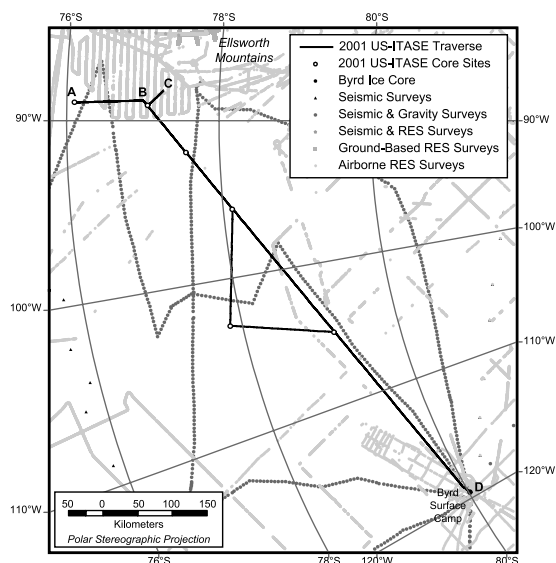 76°S 78°S 80°S
Ellsworth
Mountains
2001 US-ITASE Traverse
2001 US-ITASE Core Sites
Byrd Ice Core
Seismic Surveys
Seismic & Gravity Surveys
Seismic & RES Surveys
Ground-Based RES Surveys
Airborne RES Surveys
A
B
C
90°W
90°W
100°W
100°W
110°W
110°W
120°W
D
Byrd
Surface
Camp
50 0 50 100 150
Kilometers
Polar Stereographic Projection
76°S 78°S 120°W 80°S